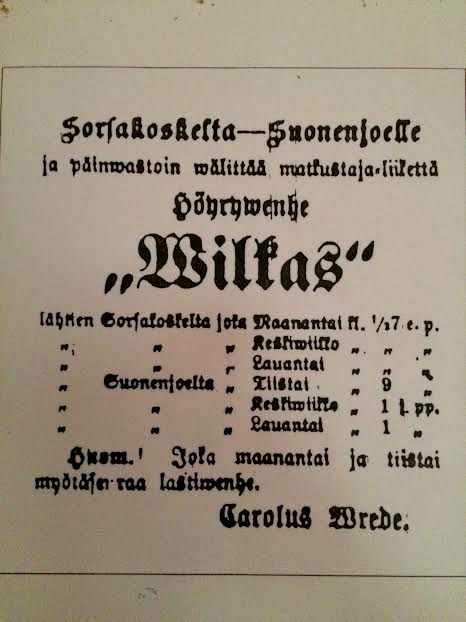 Sorsakoskelta—Suonenjoelle
ja päinwastoin wälittää matkustaja-liikettä
Höyrywenhe
„Wilkas“
lähtien Sorsakoskelta joka Maanantai kl. ½7 e. p.
„ „ „ Keskiwiikko „ „ „
„ „ „ Lauantai „ „ „
„ Suonenjoelta „ Tiistai „ 9 „
„ „ „ Keskiwiikko „ 1 j. pp.
„ „ „ Lauantai „ 1 „
Huom.! Joka maanantai ja tiistai
myötäseuraa lastiwenhe.
Carolus Wrede.